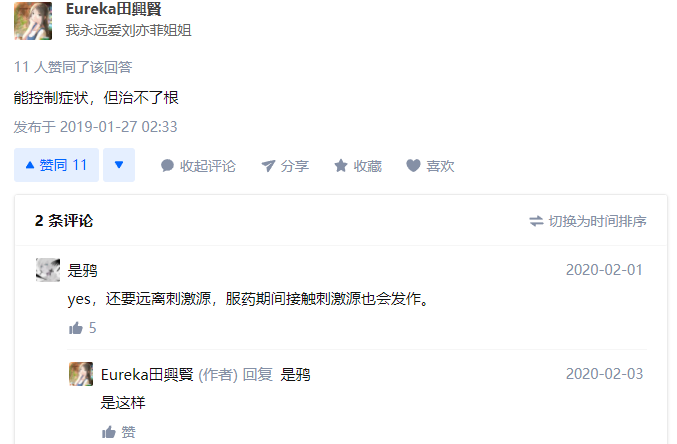 Eureka田興賢
我永远爱刘亦菲姐姐
11 人赞同了该回答
能控制症状，但治不了根
发布于 2019-01-27 02:33
赞同 11 收起评论 分享 收藏 喜欢
2 条评论 切换为时间排序
是鸦 2020-02-01
yes，还要远离刺激源，服药期间接触刺激源也会发作。
5
Eureka田興賢 (作者) 回复 是鸦 2020-02-03
是这样
赞